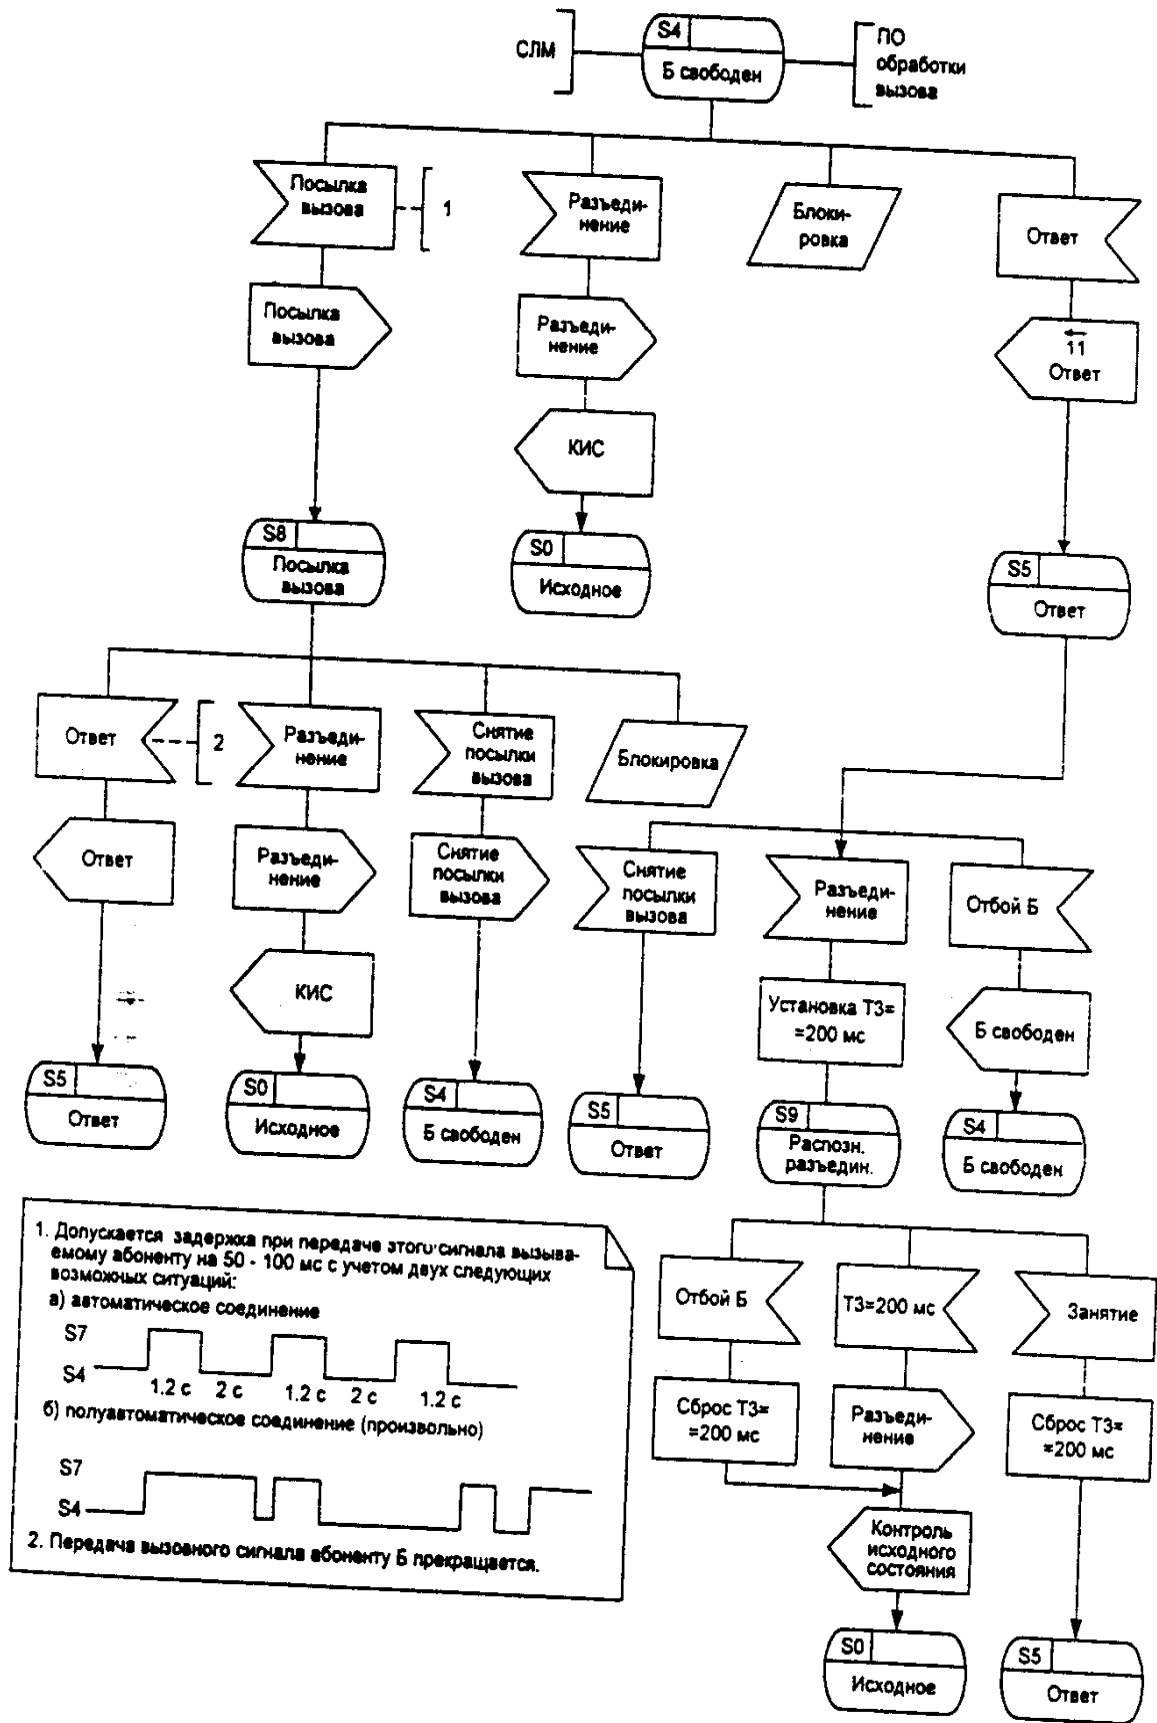 СЛМ
S4
Б свободен
ПО
обработки
вызова
Посылка
вызова
1
Разъеди-
нение
Блоки-
ровка
Ответ
Посылка
вызова
Разъеди-
нение
11
Ответ
КИС
S8
Посылка
вызова
S0
Исходное
S5
Ответ
Ответ
2
Разъеди-
нение
Снятие
посылки
вызова
Блокировка
Ответ
Разъеди-
нение
Снятие
посылки
вызова
Снятие
посылки
вызова
Разъеди-
нение
Отбой Б
КИС
Установка Т3=
=200 мс
Б свободен
S5
Ответ
S0
Исходное
S4
Б свободен
S5
Ответ
S9
Распозн.
разъедин.
S4
Б свободен
1. Допускается задержка при передаче этого сигнала вызыва-
емому абоненту на 50 - 100 мс с учетом двух следующих
возможных ситуаций:
а) автоматическое соединение
S7
S4
1.2 с 2 с 1.2 с 2 с 1.2 с
б) полуавтоматическое соединение (произвольно)
S7
S4
2. Передача вызовного сигнала абоненту Б прекращается.
Отбой Б
Т3=200 мс
Занятие
Сброс Т3=
=200 мс
Разъеди-
нение
Сброс Т3=
=200 мс
Контроль
исходного
состояния
S0
Исходное
S5
Ответ